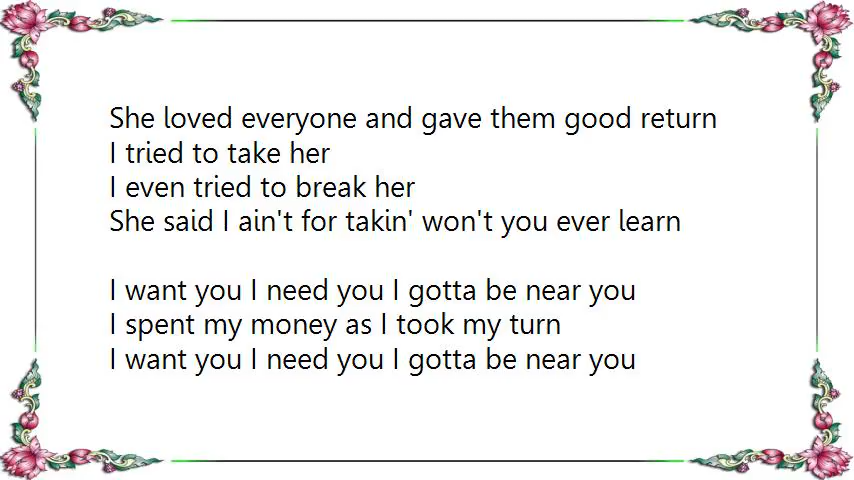 She loved everyone and gave them good return
I tried to take her
I even tried to break her
She said I ain't for takin' won't you ever learn
I want you I need you I gotta be near you
I spent my money as I took my turn
I want you I need you I gotta be near you